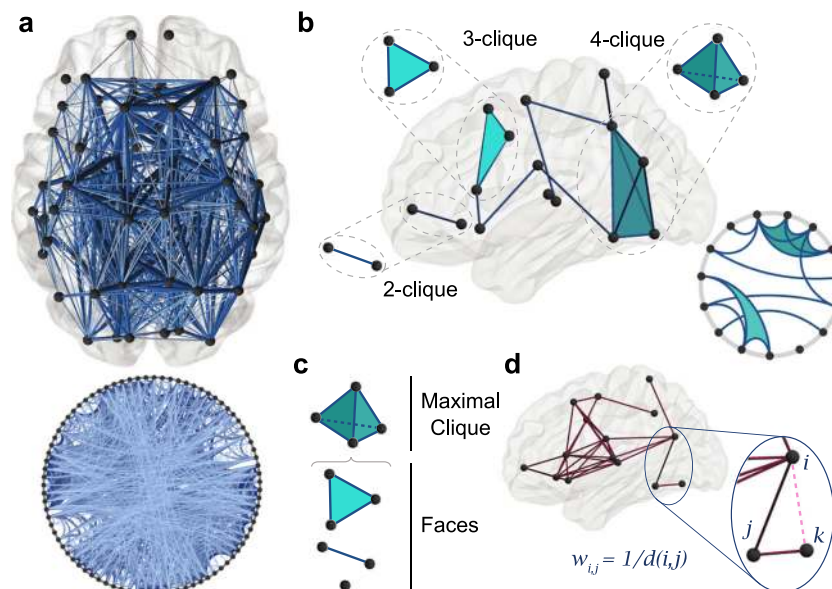 a
b
3-clique
4-clique
2-clique
c
Maximal
Clique
Faces
d
i
j
k
w_{i,j} = 1/d(i,j)